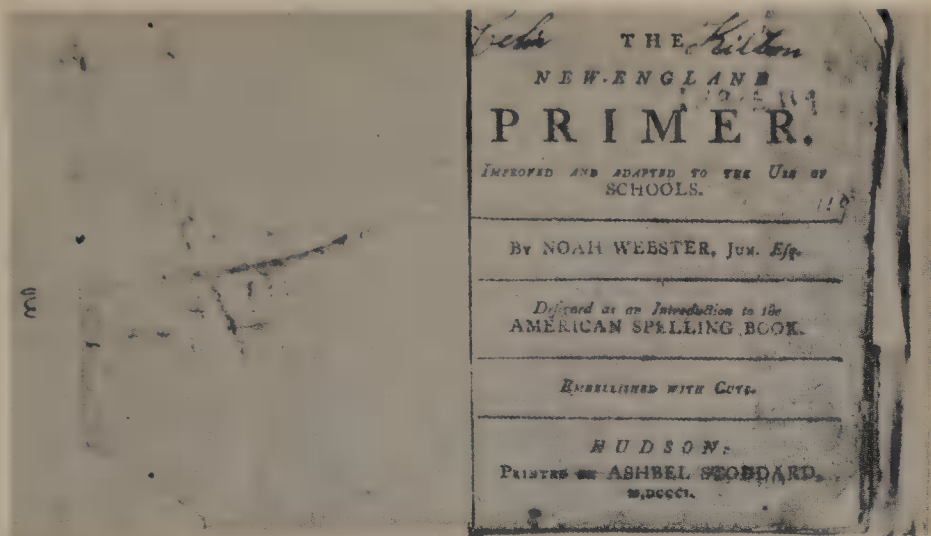 THE
NEW-ENGLAND
PRIMER.
IMPROVED AND ADAPTED TO THE USE OF
SCHOOLS.
By NOAH WEBSTER, JUN. Esq.
Designed as an Introduction to the
AMERICAN SPELLING BOOK.
EMBELLISHED WITH CUTS.
HUDSON:
PRINTED BY ASHBEL STODDARD,
M,DCCCI.